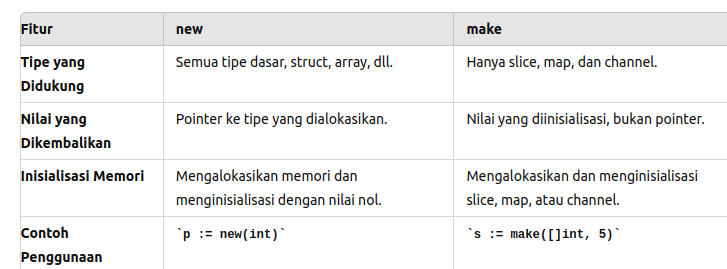 Fitur new make
Tipe yang Semua tipe dasar, struct, array, dll. Hanya slice, map, dan channel.
Didukung
Nilai yang Pointer ke tipe yang dialokasikan. Nilai yang diinisialisasi, bukan pointer.
Dikembalikan
Inisialisasi Memori Mengalokasikan memori dan Mengalokasikan dan menginisialisasi
menginisialisasi dengan nilai nol. slice, map, atau channel.
Contoh `p := new(int)` `s := make([]int, 5)`
Penggunaan